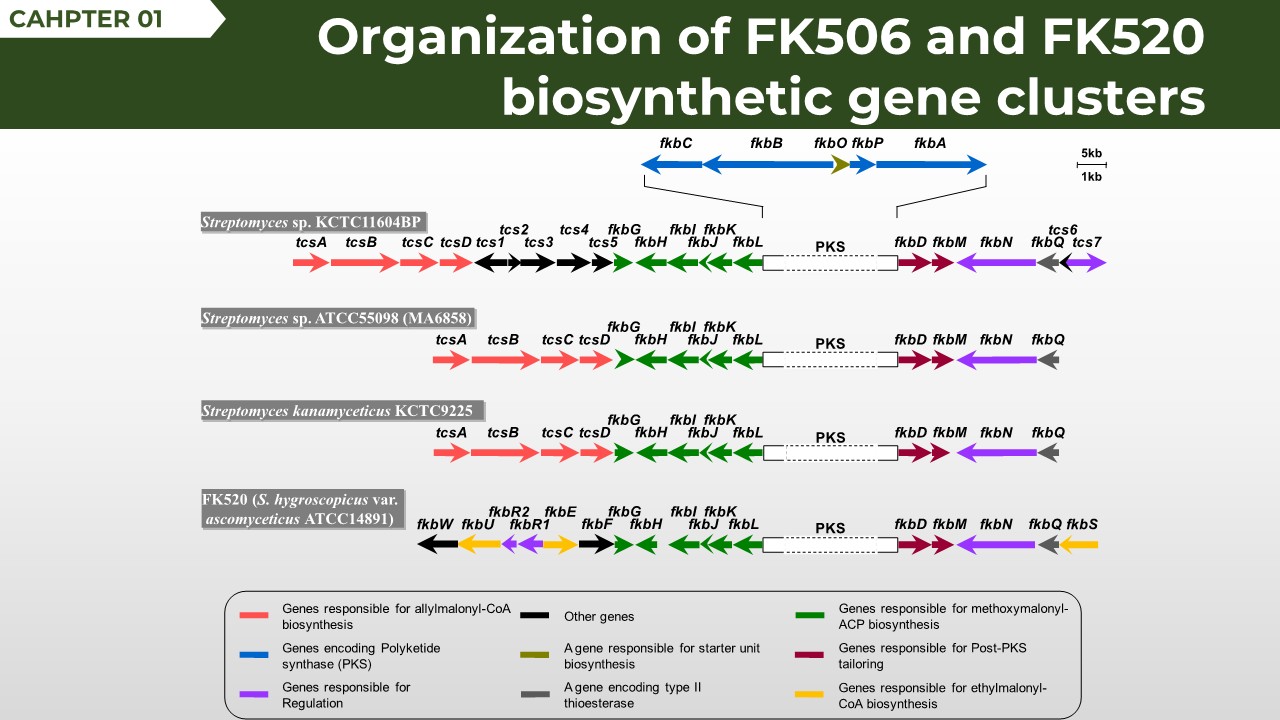 CAHPTER 01
Organization of FK506 and FK520
biosynthetic gene clusters
fkbC fkbB fkbO fkbP fkbA
5kb
1kb
Streptomyces sp. KCTC11604BP
tcs2 tcs4 fkbG fkbI fkbK tcs6
tcsA tcsB tcsC tcsD tcs1 tcs3 tcs5 fkbH fkbJ fkbL PKS fkbD fkbM fkbN fkbQ tcs7
Streptomyces sp. ATCC55098 (MA6858)
fkbG fkbI fkbK
tcsA tcsB tcsC tcsD fkbH fkbJ fkbL PKS fkbD fkbM fkbN fkbQ
Streptomyces kanamyceticus KCTC9225
fkbG fkbI fkbK
tcsA tcsB tcsC tcsD fkbH fkbJ fkbL PKS fkbD fkbM fkbN fkbQ
FK520 (S. hygroscopicus var.
ascomyceticus ATCC14891)
fkbR2 fkbE fkbG fkbI fkbK
fkbW fkbU fkbR1 fkbF fkbH fkbJ fkbL PKS fkbD fkbM fkbN fkbQ fkbS
Genes responsible for allylmalonyl-CoA
biosynthesis
Other genes
Genes responsible for methoxymalonyl-
ACP biosynthesis
Genes encoding Polyketide
synthase (PKS)
A gene responsible for starter unit
biosynthesis
Genes responsible for Post-PKS
tailoring
Genes responsible for
Regulation
A gene encoding type II
thioesterase
Genes responsible for ethylmalonyl-
CoA biosynthesis